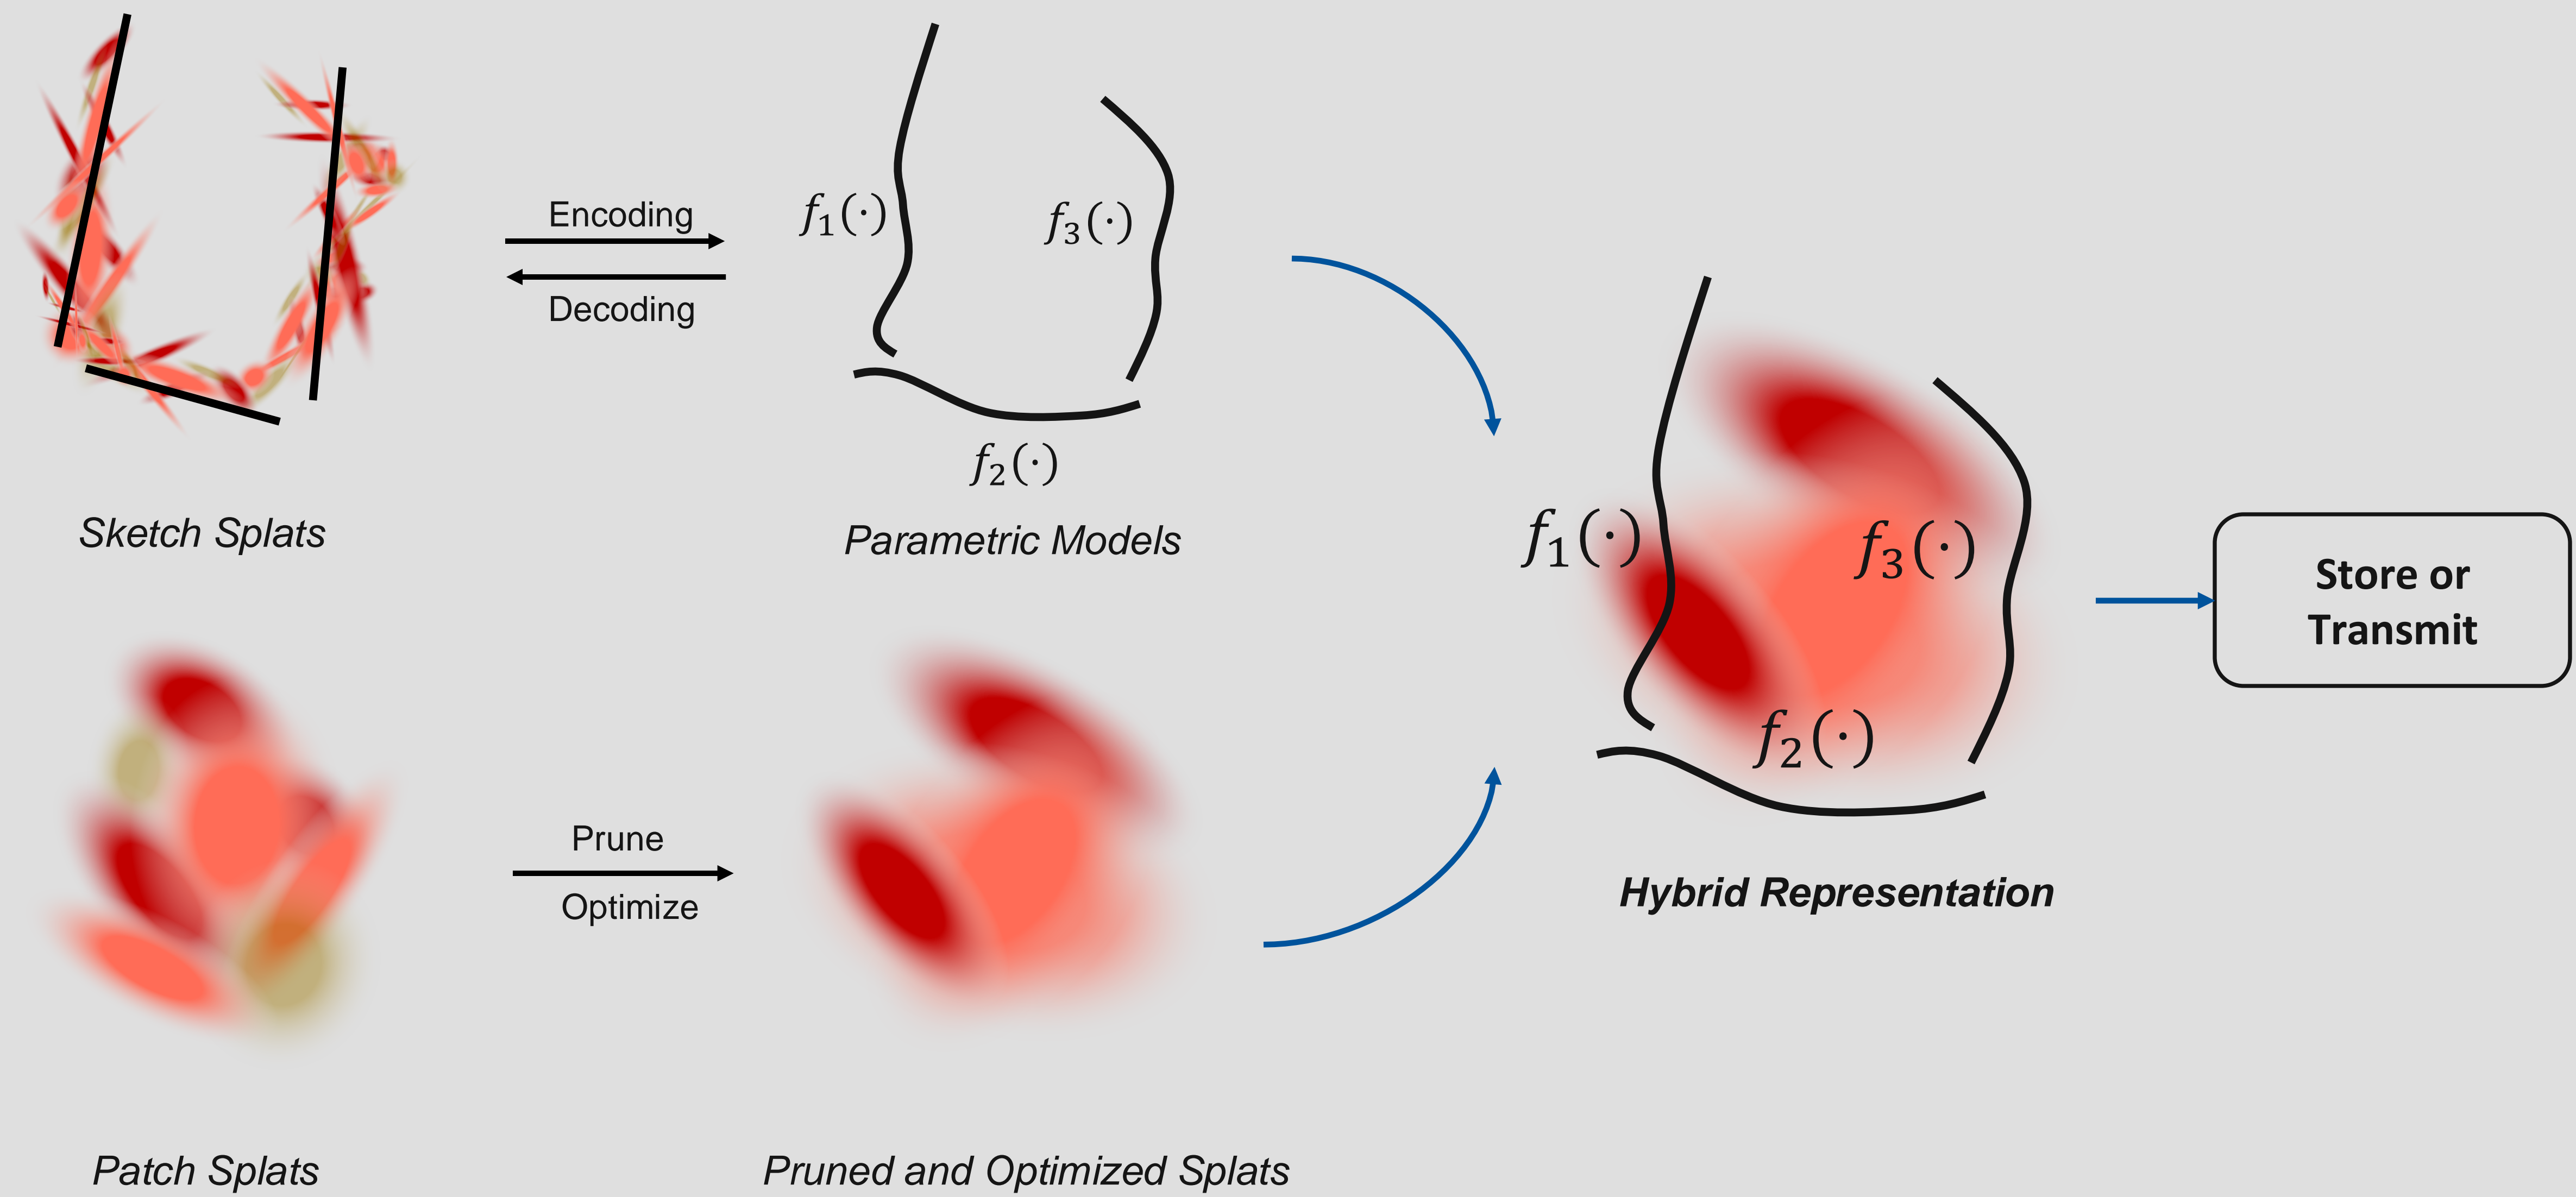 Encoding
Decoding
f₁(·)
f₃(·)
f₂(·)
Sketch Splats
Parametric Models
f₁(·)
f₃(·)
f₂(·)
Store or
Transmit
Prune
Optimize
Hybrid Representation
Patch Splats
Pruned and Optimized Splats